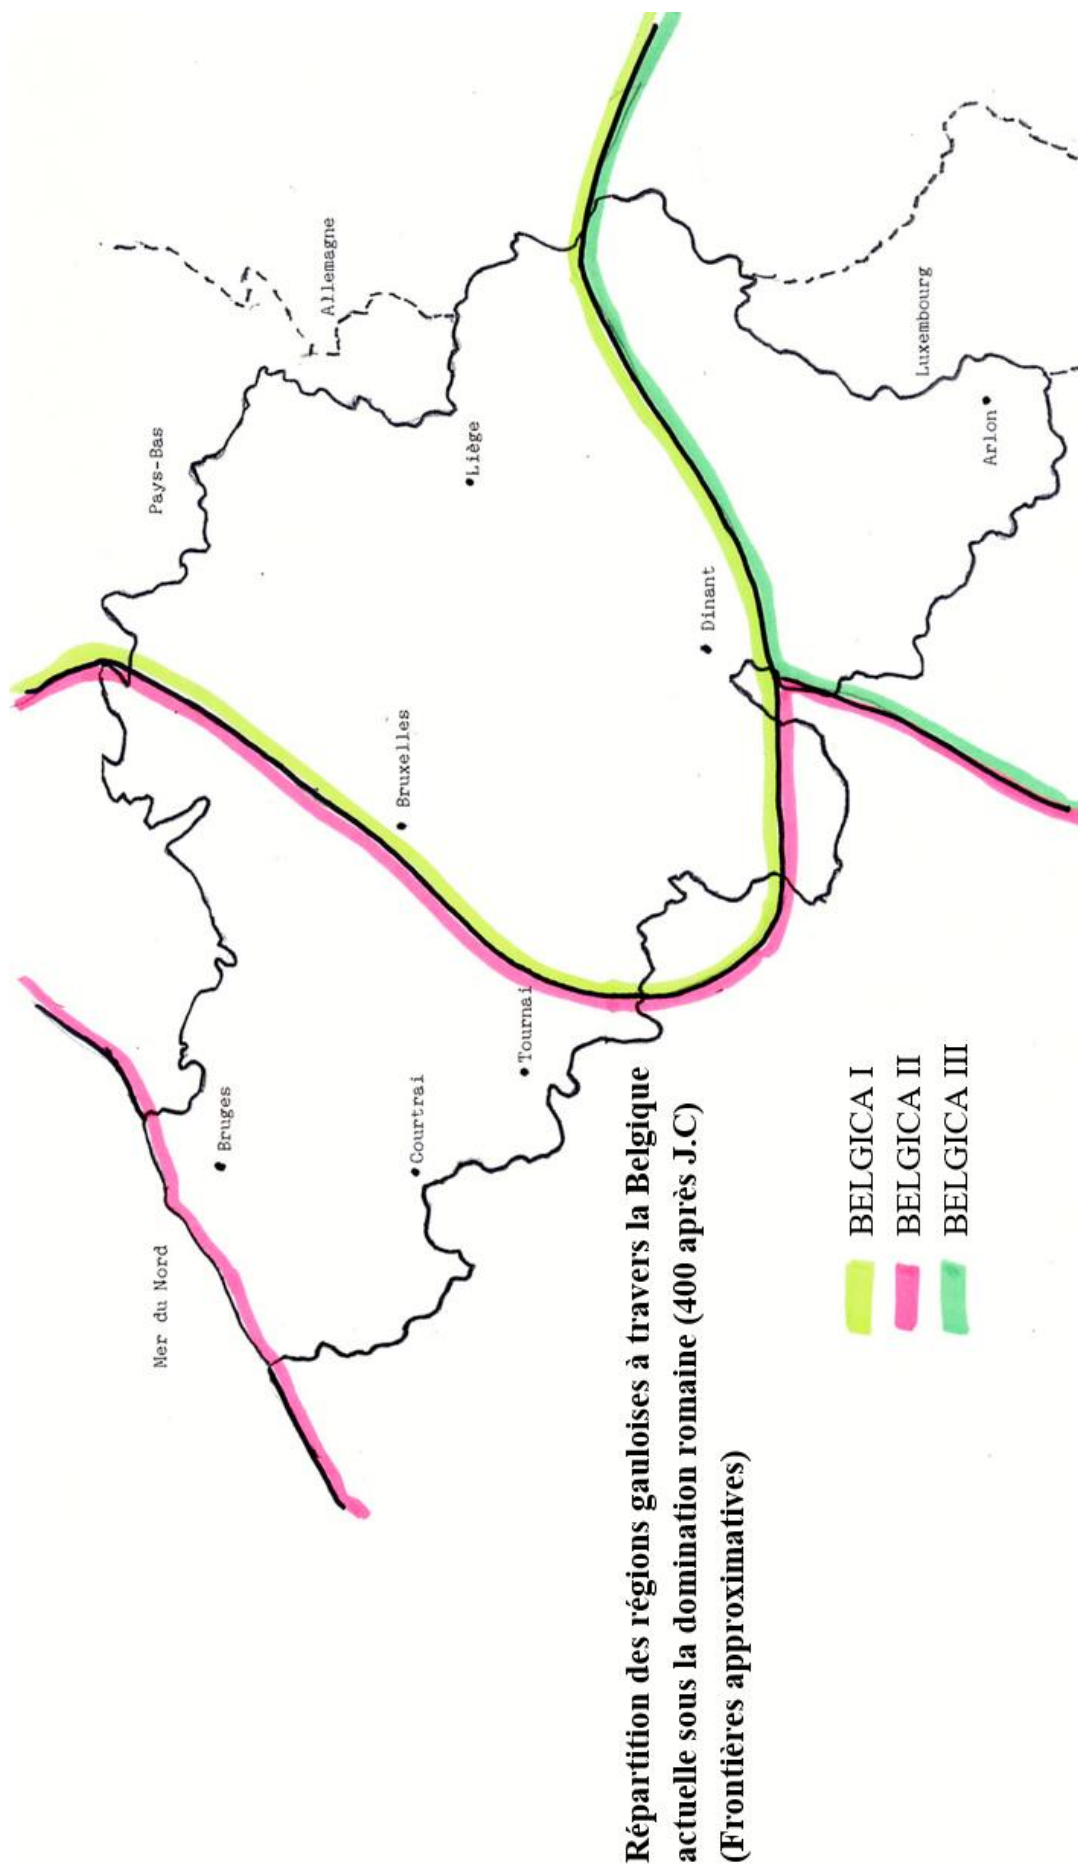 Pays-Bas
Allemagne
Mer du Nord
Bruges
Bruxelles
Liège
Courtrai
Tournai
Dinant
Luxembourg
Arlon
Répartition des régions gauloises à travers la Belgique
actuelle sous la domination romaine (400 après J.C)
(Frontières approximatives)
BELGICA I
BELGICA II
BELGICA III